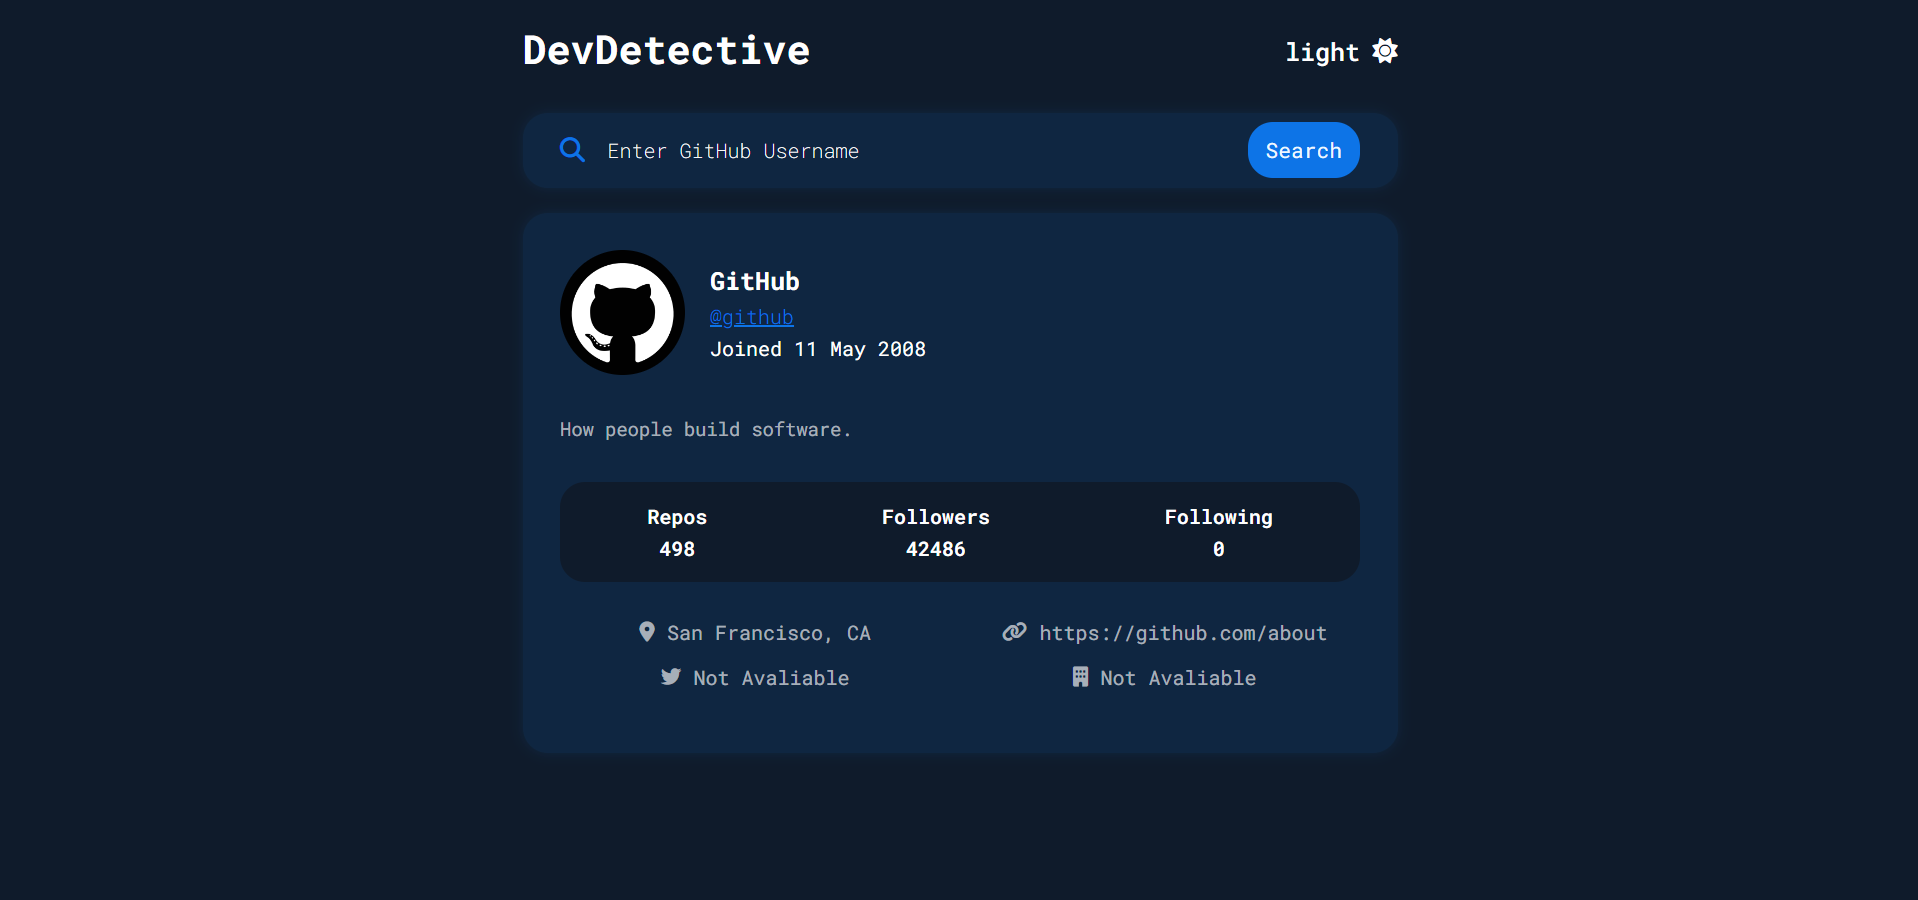 DevDetective
light
Enter GitHub Username
Search
GitHub
@github
Joined 11 May 2008
How people build software.
Repos Followers Following
498 42486 0
San Francisco, CA https://github.com/about
Not Avaliable Not Avaliable